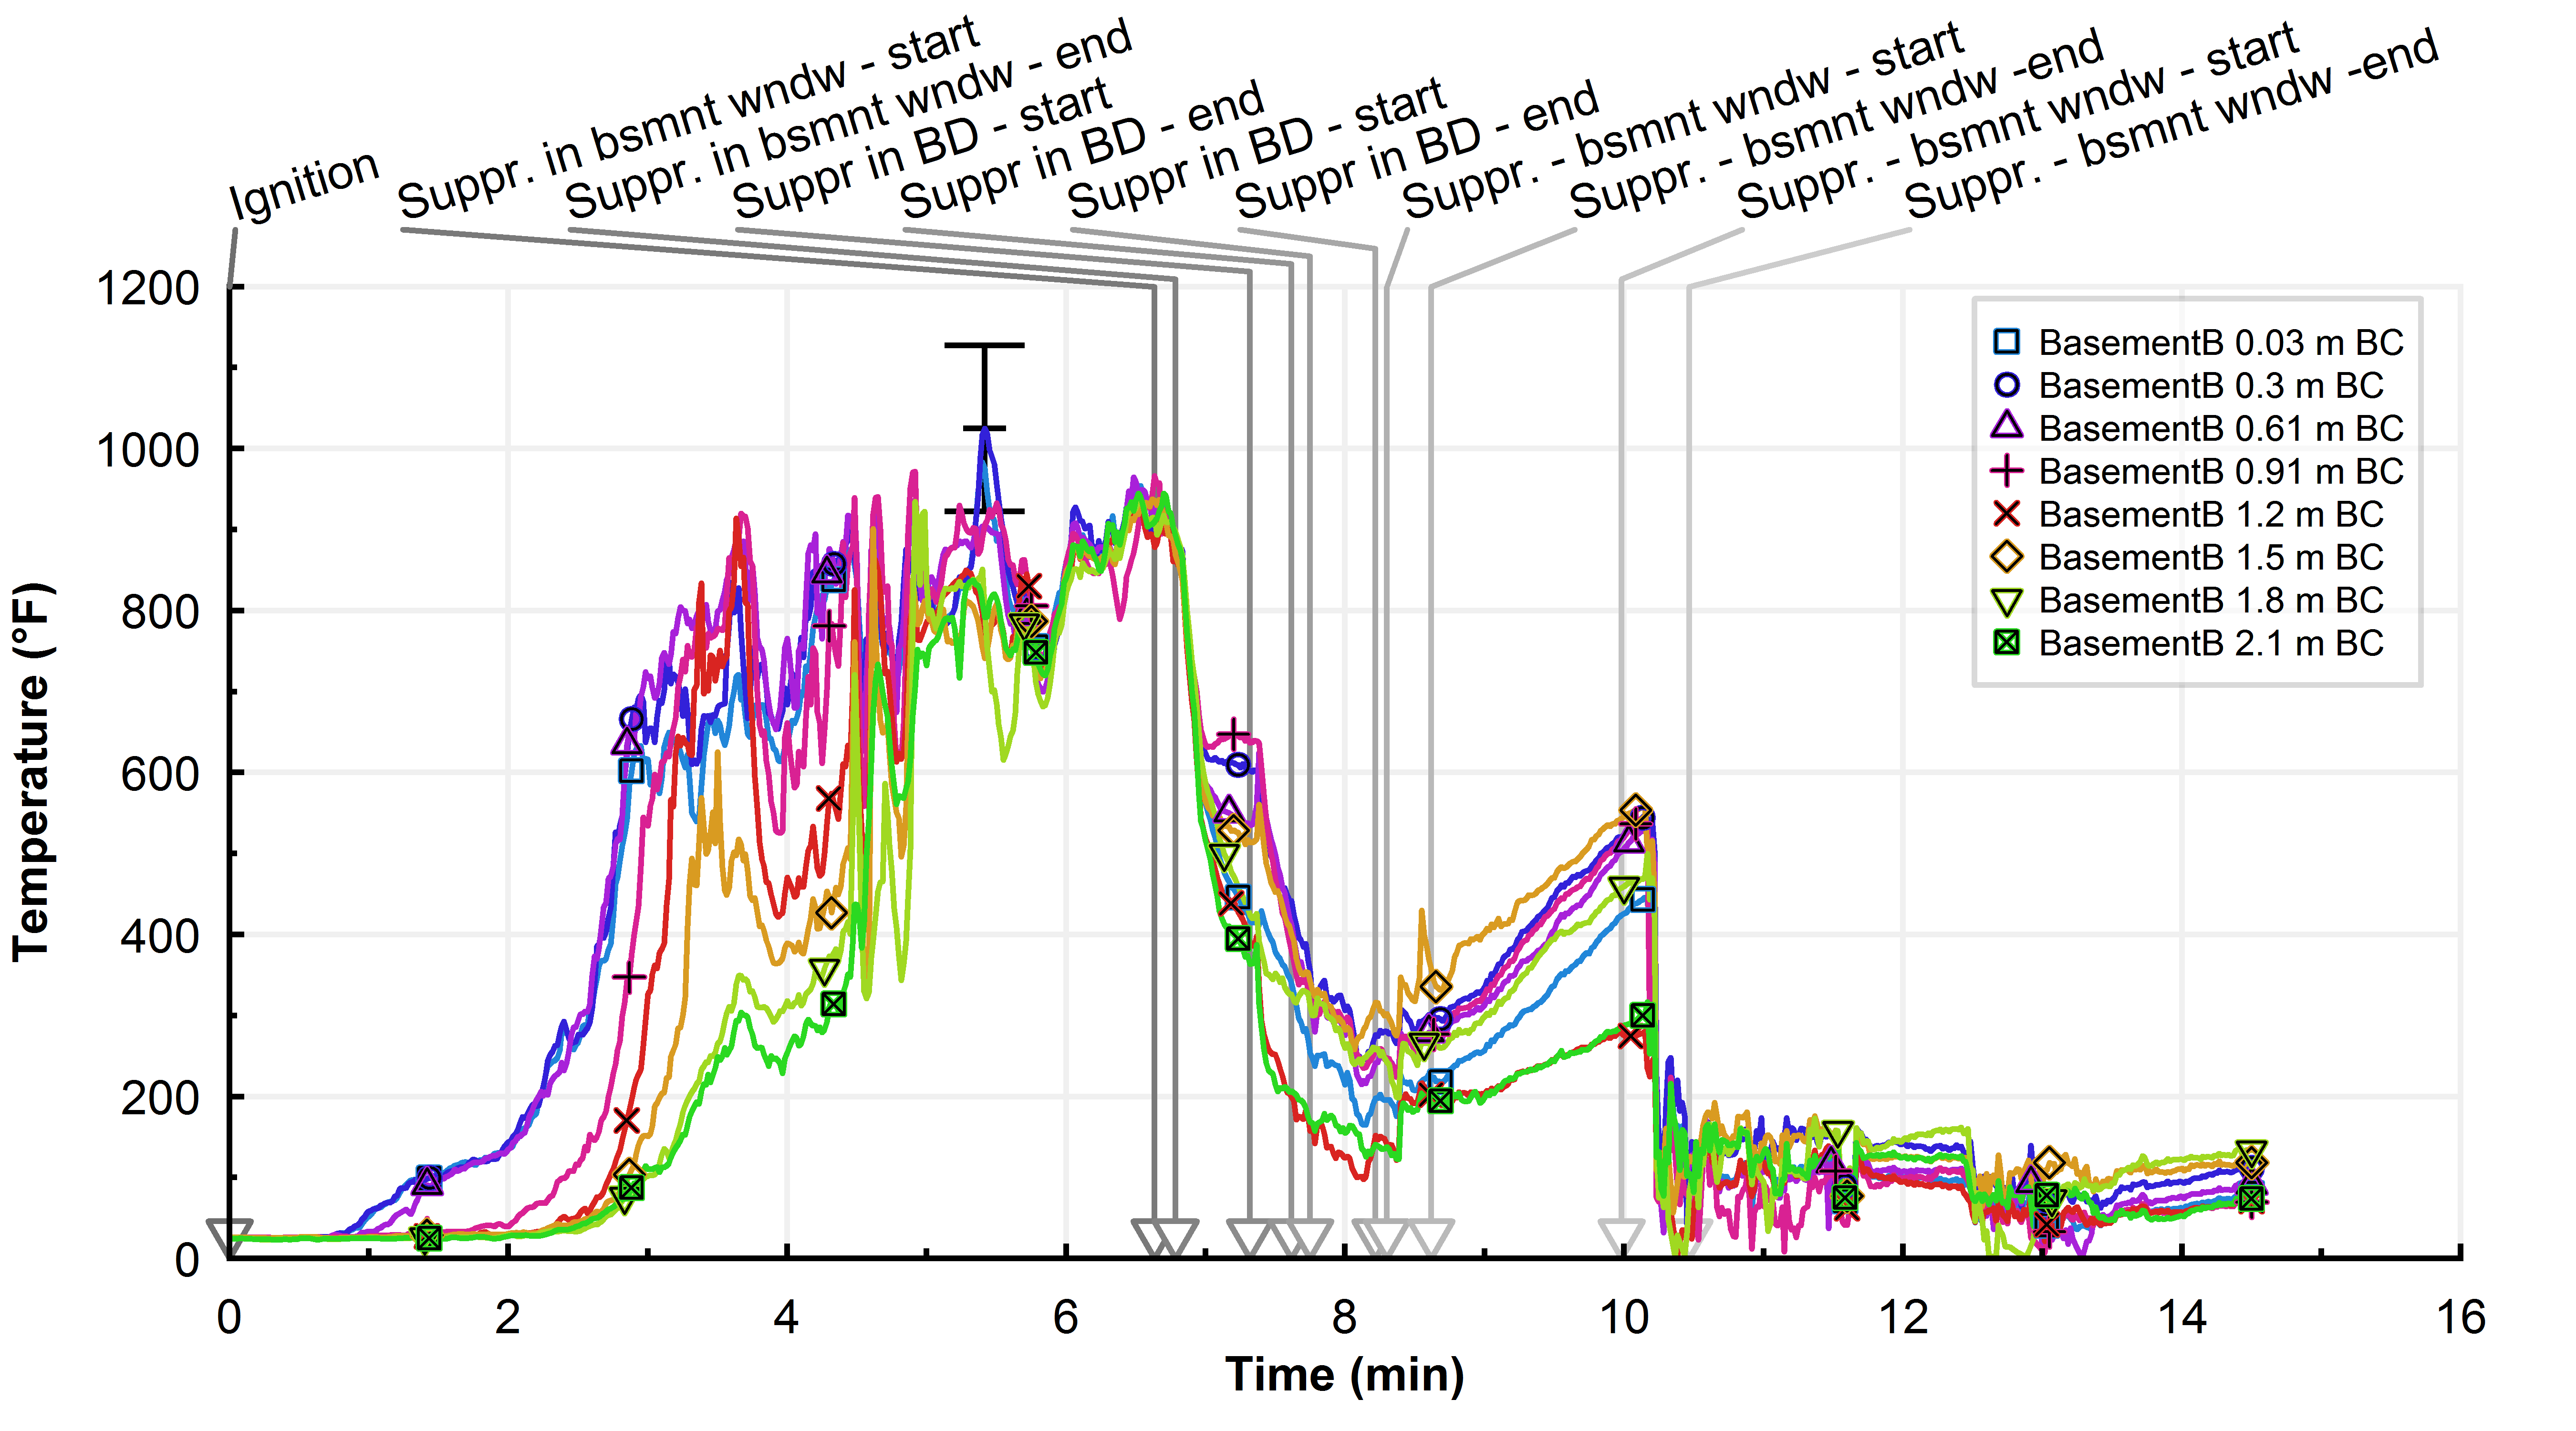 Ignition
Suppr. in bsmnt wndw - start
Suppr. in bsmnt wndw - end
Suppr in BD - start
Suppr in BD - end
Suppr in BD - start
Suppr in BD - end
Suppr. - bsmnt wndw - start
Suppr. - bsmnt wndw -end
Suppr. - bsmnt wndw - start
Suppr. - bsmnt wndw -end
1200
1000
800
600
400
200
0
Temperature (°F)
BasementB 0.03 m BC
BasementB 0.3 m BC
BasementB 0.61 m BC
BasementB 0.91 m BC
BasementB 1.2 m BC
BasementB 1.5 m BC
BasementB 1.8 m BC
BasementB 2.1 m BC
0 2 4 6 8 10 12 14 16
Time (min)